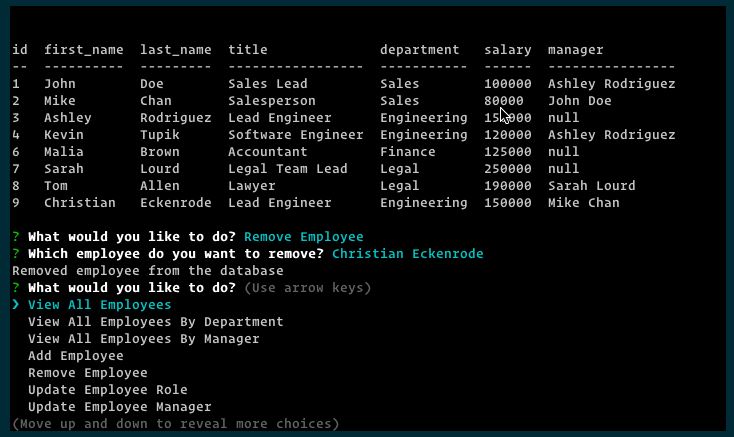 id  first_name  last_name  title              department   salary  manager
--  ----------  ---------  -----------------  -----------  ------  ----------------
1   John        Doe        Sales Lead         Sales        100000  Ashley Rodriguez
2   Mike        Chan       Salesperson        Sales        80000   John Doe
3   Ashley      Rodriguez  Lead Engineer      Engineering  150000  null
4   Kevin       Tupik      Software Engineer  Engineering  120000  Ashley Rodriguez
6   Malia       Brown      Accountant         Finance      125000  null
7   Sarah       Lourd      Legal Team Lead    Legal        250000  null
8   Tom         Allen      Lawyer             Legal        190000  Sarah Lourd
9   Christian   Eckenrode  Lead Engineer      Engineering  150000  Mike Chan
? What would you like to do? Remove Employee
? Which employee do you want to remove? Christian Eckenrode
Removed employee from the database
? What would you like to do? (Use arrow keys)
❯ View All Employees
  View All Employees By Department
  View All Employees By Manager
  Add Employee
  Remove Employee
  Update Employee Role
  Update Employee Manager
(Move up and down to reveal more choices)